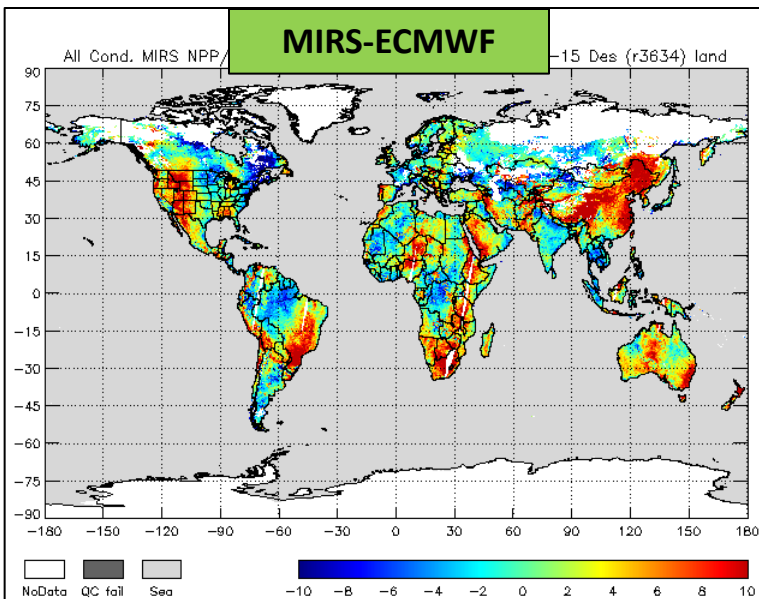 MIRS-ECMWF
All Cond. MIRS NPP/ -15 Des (r3634) land
90
75
60
45
30
15
0
-15
-30
-45
-60
-75
-90
-180 -150 -120 -90 -60 -30 0 30 60 90 120 150 180
NoData QC fail Sea
-10 -8 -6 -4 -2 0 2 4 6 8 10